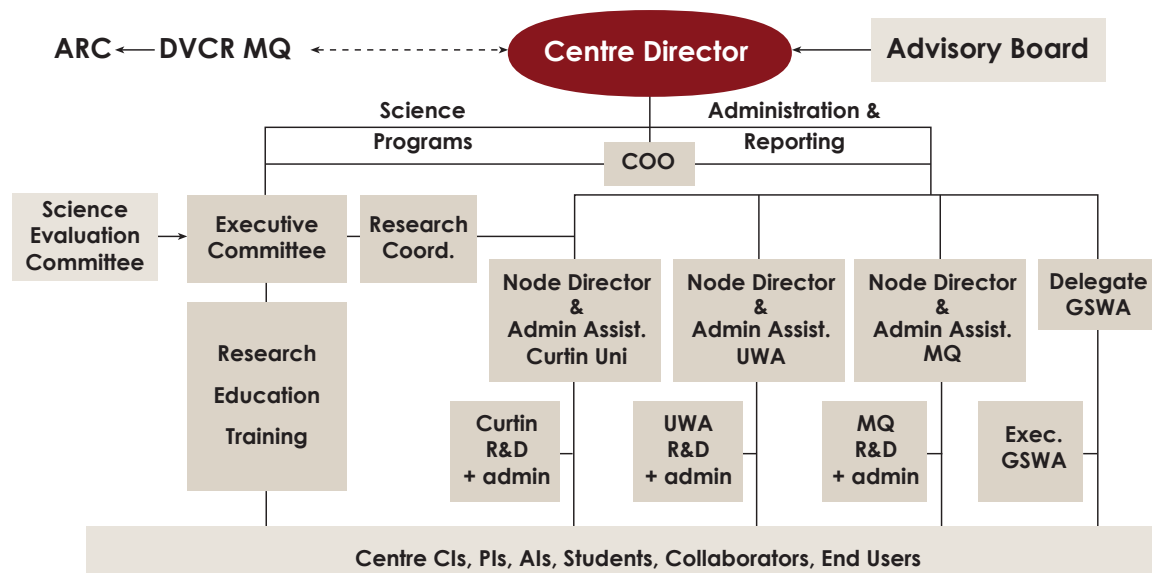 ARC
DVCR MQ
Centre Director
Advisory Board
Science
Programs
Administration &
Reporting
COO
Science
Evaluation
Committee
Executive
Committee
Research
Coord.
Node Director
&
Admin Assist.
Curtin Uni
Node Director
&
Admin Assist.
UWA
Node Director
&
Admin Assist.
MQ
Delegate
GSWA
Research
Education
Training
Curtin
R&D
+ admin
UWA
R&D
+ admin
MQ
R&D
+ admin
Exec.
GSWA
Centre CIs, PIs, AIs, Students, Collaborators, End Users